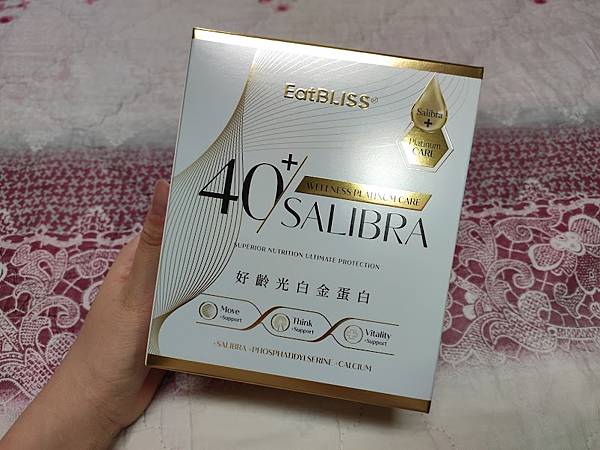 EatBLISS®
Salibra
+
Platinum
CARE
40+
WELLNESS PLATINUM CARE
SALIBRA
SUPERIOR NUTRITION ULTIMATE PROTECTION
好齡光白金蛋白
Move
+Support
Think
+Support
Vitality
+Support
+SALIBRA +PHOSPHATIDYLSERINE +CALCIUM